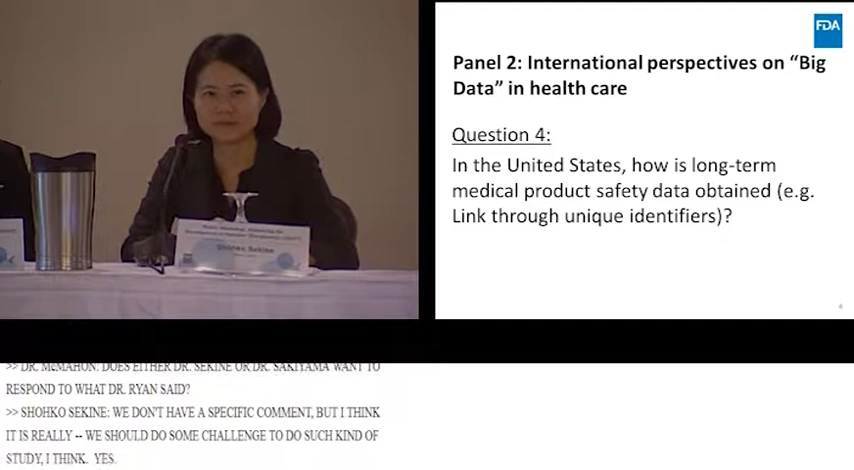 FDA
Panel 2: International perspectives on “Big
Data” in health care
Question 4:
In the United States, how is long-term
medical product safety data obtained (e.g.
Link through unique identifiers)?
4
Sekine
>> DR. McMAHON: DOES EITHER DR. SEKINE OR DR. SAKIYAMA WANT TO
RESPOND TO WHAT DR. RYAN SAID?
>> SHOHKO SEKINE: WE DON'T HAVE A SPECIFIC COMMENT, BUT I THINK
IT IS REALLY -- WE SHOULD DO SOME CHALLENGE TO DO SUCH KIND OF
STUDY, I THINK. YES.